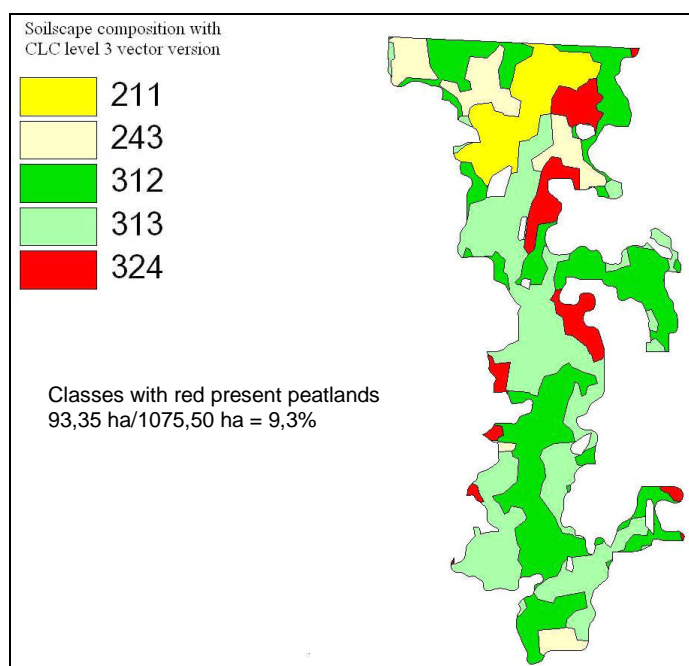 Soilscape composition with
CLC level 3 vector version
211
243
312
313
324
Classes with red present peatlands
93,35 ha/1075,50 ha = 9,3%